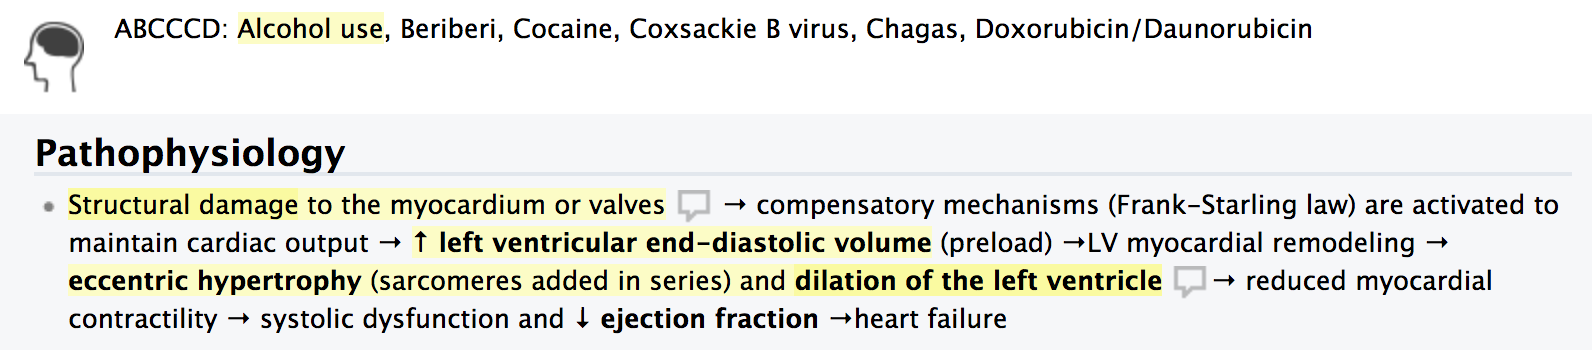 ABCCCD: Alcohol use, Beriberi, Cocaine, Coxsackie B virus, Chagas, Doxorubicin/Daunorubicin
Pathophysiology
• Structural damage to the myocardium or valves → compensatory mechanisms (Frank-Starling law) are activated to
maintain cardiac output → ↑ left ventricular end-diastolic volume (preload) →LV myocardial remodeling →
eccentric hypertrophy (sarcomeres added in series) and dilation of the left ventricle → reduced myocardial
contractility → systolic dysfunction and ↓ ejection fraction →heart failure